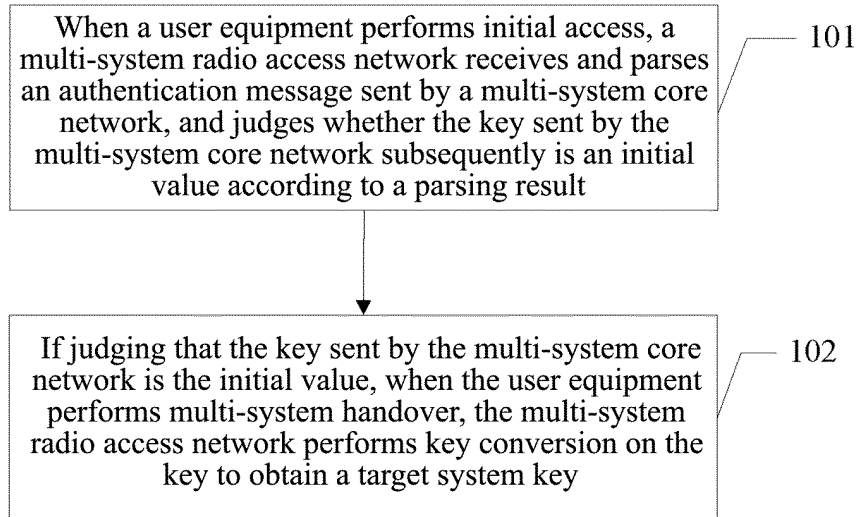 When a user equipment performs initial access, a
multi-system radio access network receives and parses
an authentication message sent by a multi-system core
network, and judges whether the key sent by the
multi-system core network subsequently is an initial
value according to a parsing result
101
If judging that the key sent by the multi-system core
network is the initial value, when the user equipment
performs multi-system handover, the multi-system
radio access network performs key conversion on the
key to obtain a target system key
102